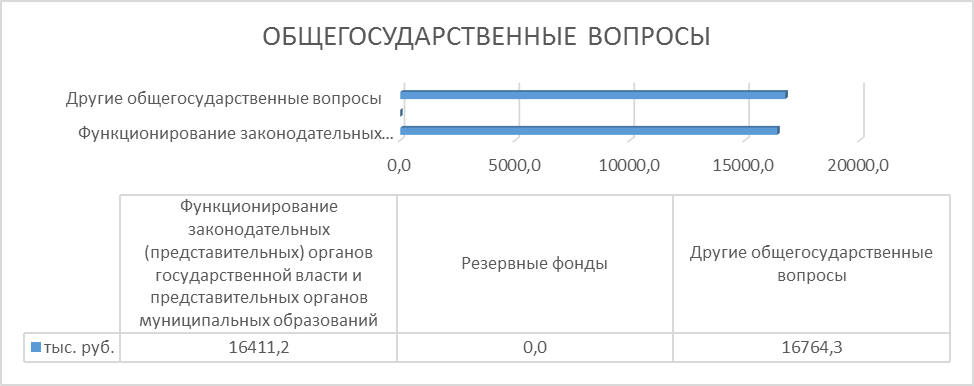 ОБЩЕГОСУДАРСТВЕННЫЕ ВОПРОСЫ
Другие общегосударственные вопросы
Функционирование законодательных...
0,0 5000,0 10000,0 15000,0 20000,0
Функционирование
законодательных
(представительных) органов
государственной власти и
представительных органов
муниципальных образований
Резервные фонды
Другие общегосударственные
вопросы
тыс. руб. 16411,2 0,0 16764,3